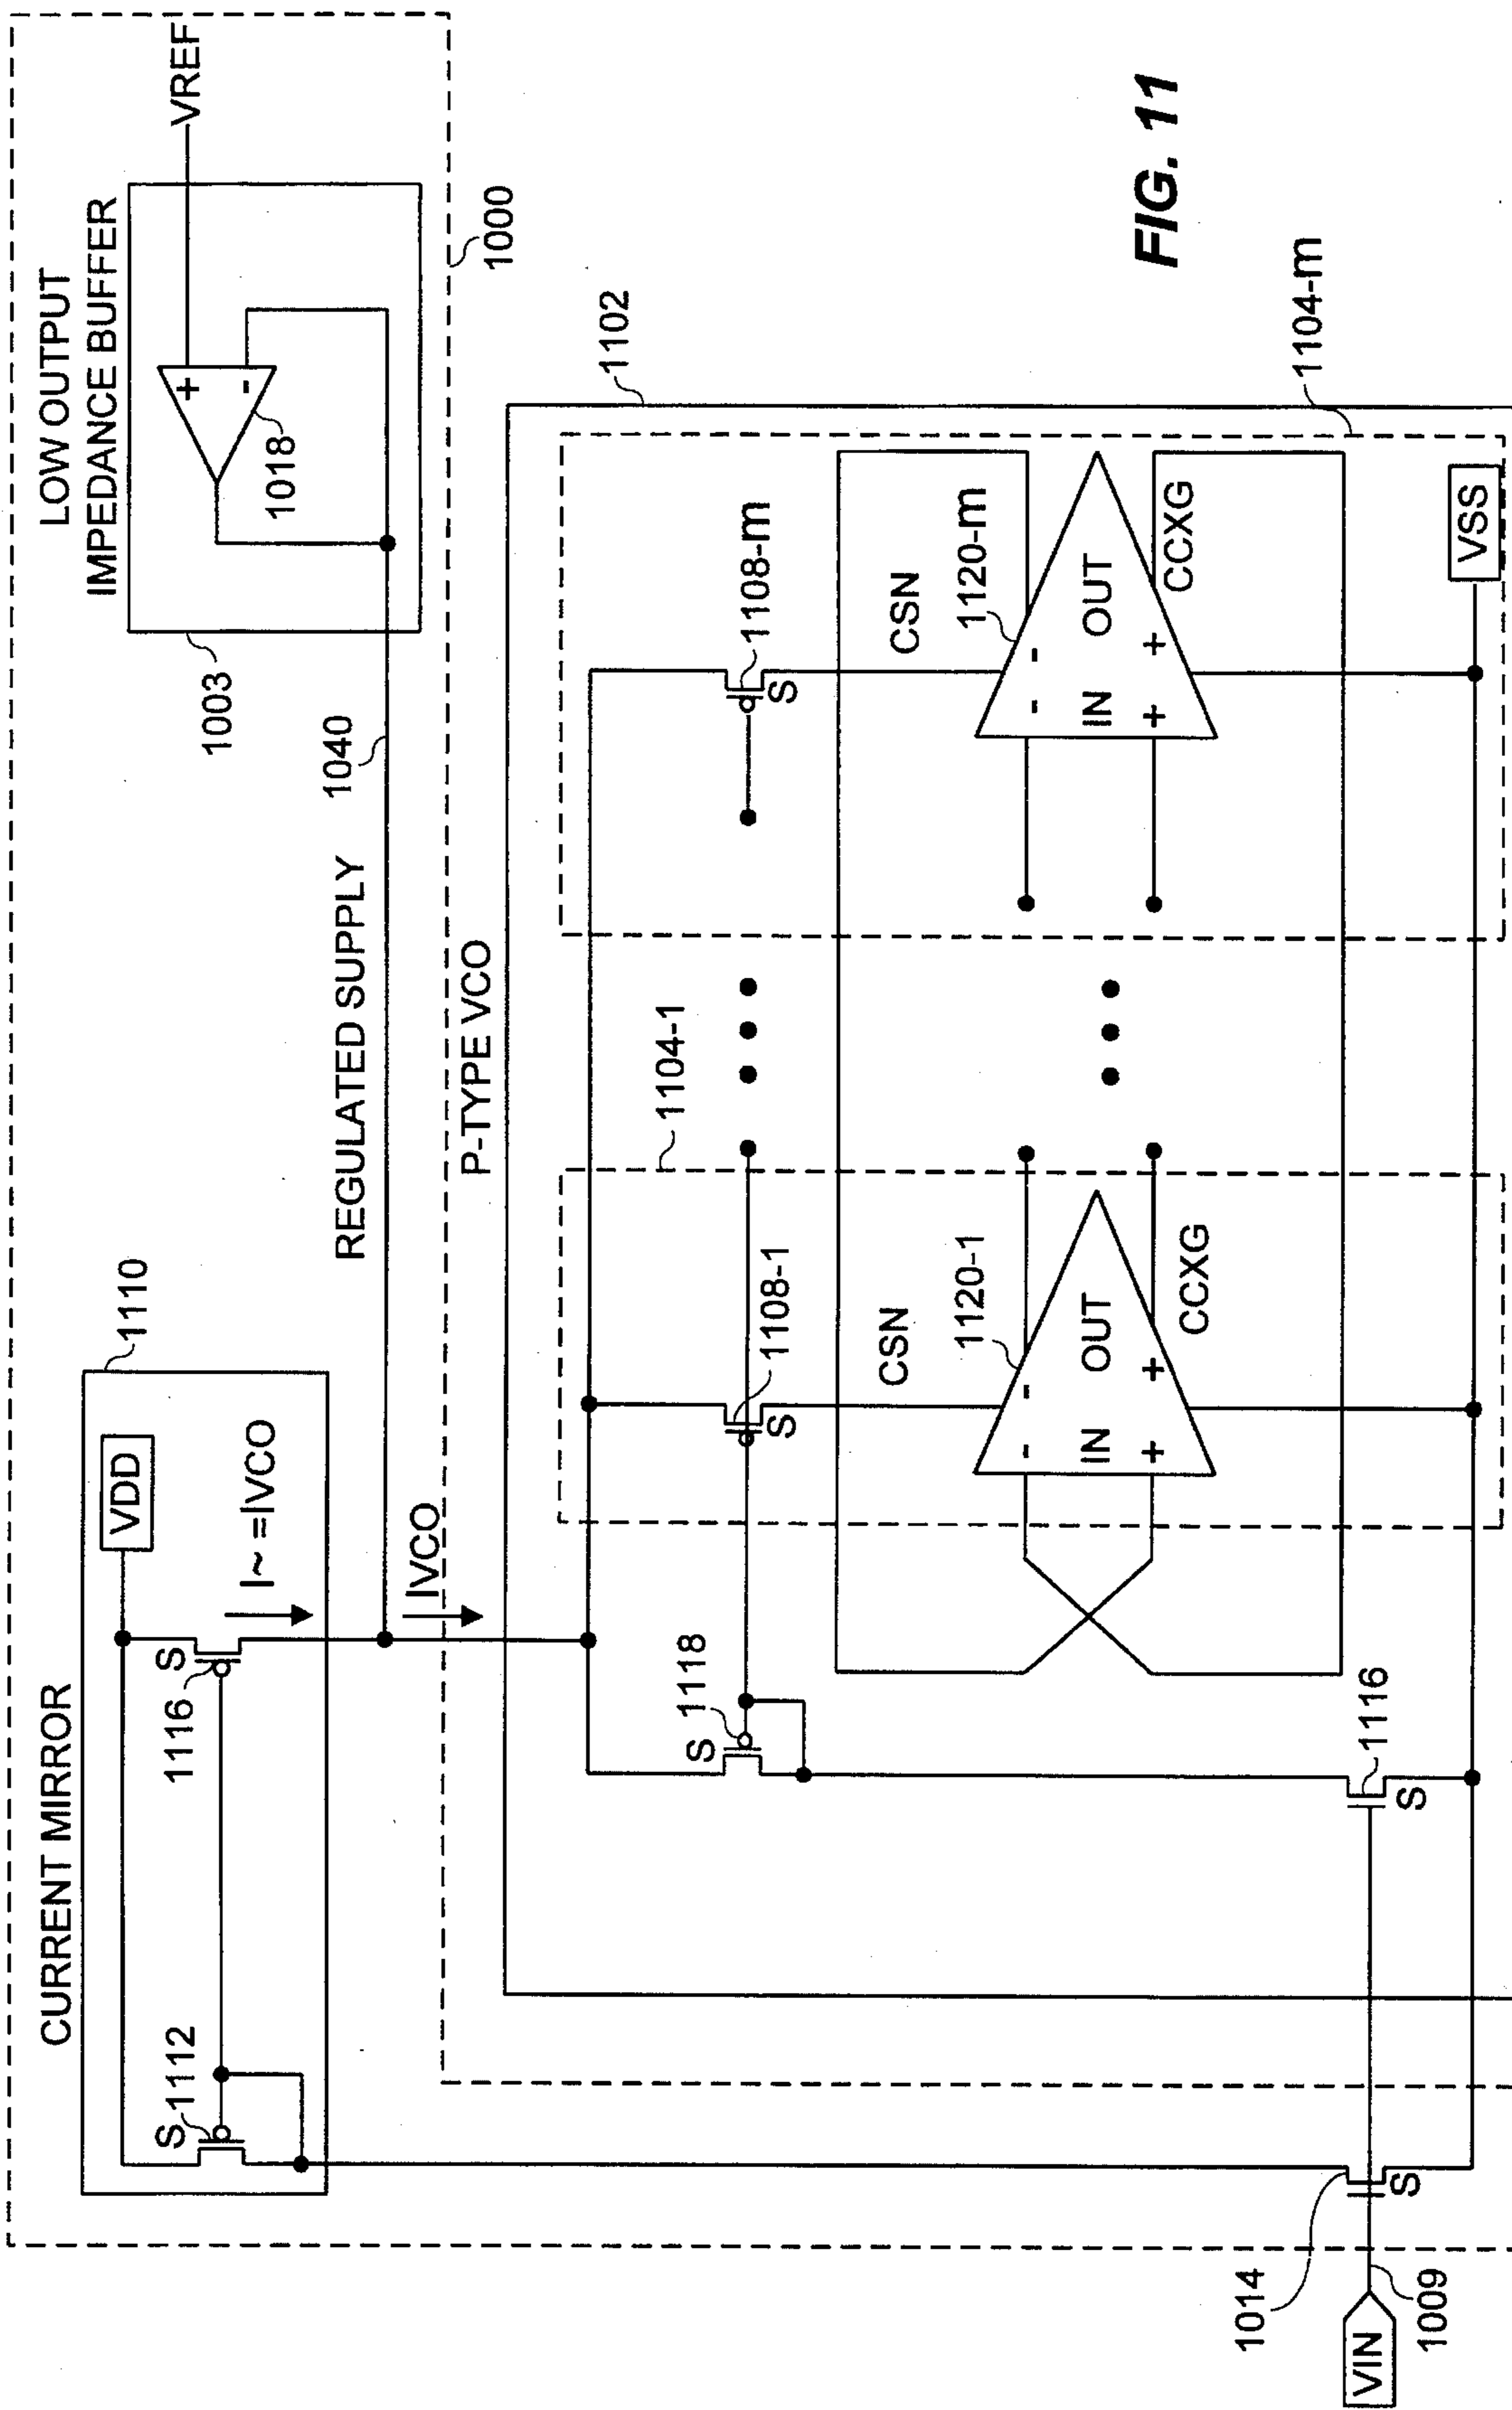 CURRENT MIRROR
1110
VDD
S
1112
S
1116
I~ =IVCO
LOW OUTPUT
IMPEDANCE BUFFER
+
-
1018
VREF
1003
1000
REGULATED SUPPLY
1040
IVCO
P-TYPE VCO
1102
1104-1
1104-m
S
1118
1108-1
S
1108-m
S
CSN
1120-1
-
-
IN
OUT
+
+
CCXG
CSN
1120-m
-
-
IN
OUT
+
+
CCXG
VSS
1116
S
1014
S
VIN
1009
FIG. 11